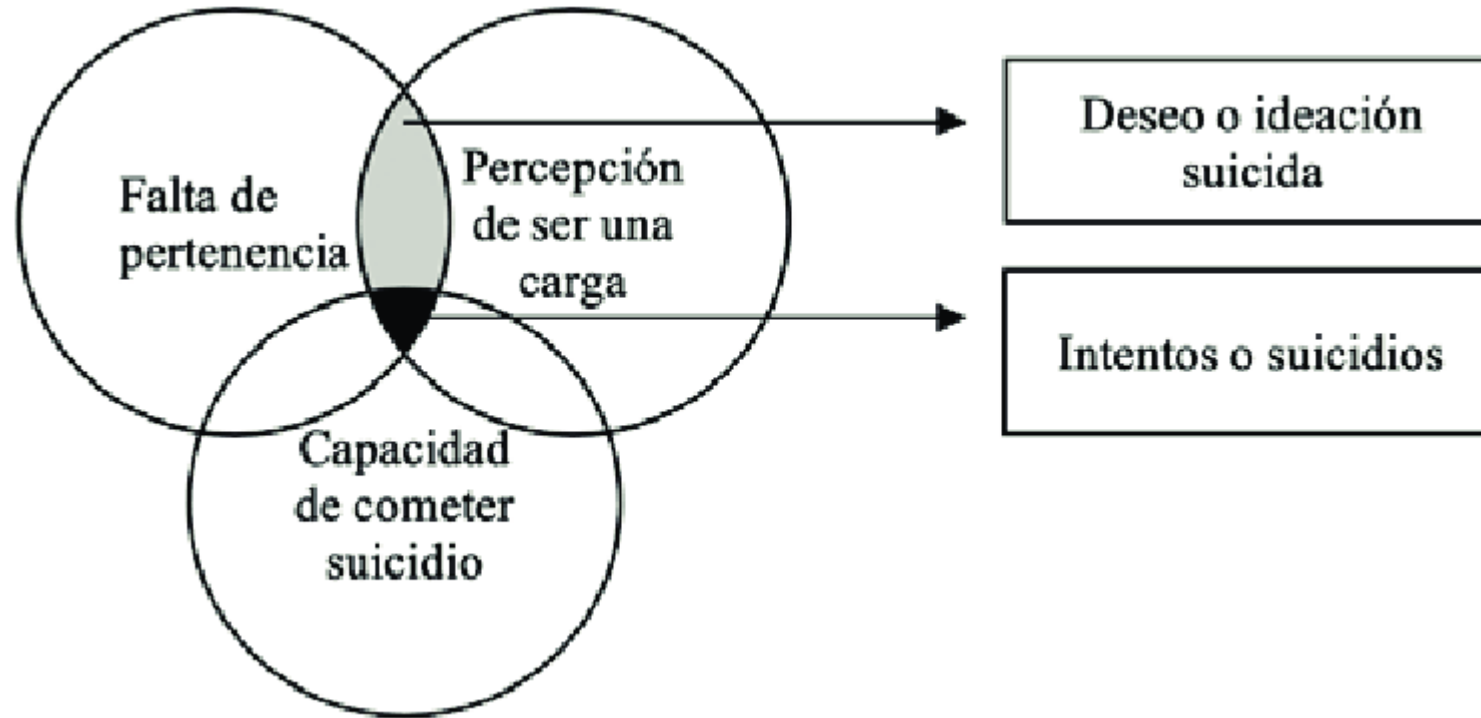 Falta de
pertenencia
Percepción
de ser una
carga
Capacidad
de cometer
suicidio
Deseo o ideación
suicida
Intentos o suicidios